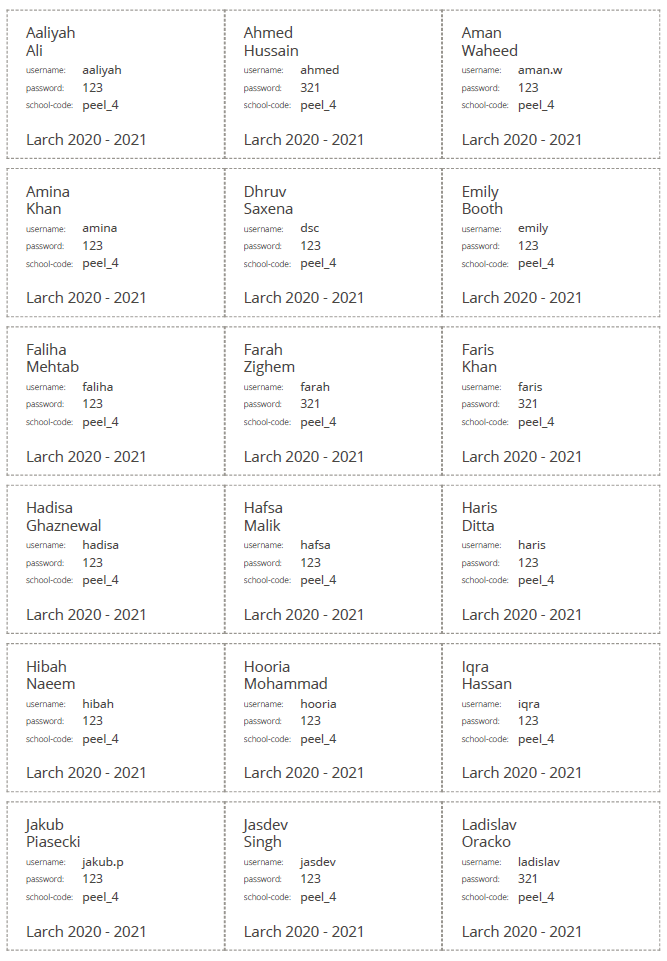 Aaliyah
Ali
username: aaliyah
password: 123
school-code: peel_4
Larch 2020 - 2021
Ahmed
Hussain
username: ahmed
password: 321
school-code: peel_4
Larch 2020 - 2021
Aman
Waheed
username: aman.w
password: 123
school-code: peel_4
Larch 2020 - 2021
Amina
Khan
username: amina
password: 123
school-code: peel_4
Larch 2020 - 2021
Dhruv
Saxena
username: dsc
password: 123
school-code: peel_4
Larch 2020 - 2021
Emily
Booth
username: emily
password: 123
school-code: peel_4
Larch 2020 - 2021
Faliha
Mehtab
username: faliha
password: 123
school-code: peel_4
Larch 2020 - 2021
Farah
Zighem
username: farah
password: 321
school-code: peel_4
Larch 2020 - 2021
Faris
Khan
username: faris
password: 321
school-code: peel_4
Larch 2020 - 2021
Hadisa
Ghaznewal
username: hadisa
password: 123
school-code: peel_4
Larch 2020 - 2021
Hafsa
Malik
username: hafsa
password: 123
school-code: peel_4
Larch 2020 - 2021
Haris
Ditta
username: haris
password: 123
school-code: peel_4
Larch 2020 - 2021
Hibah
Naeem
username: hibah
password: 123
school-code: peel_4
Larch 2020 - 2021
Hooria
Mohammad
username: hooria
password: 123
school-code: peel_4
Larch 2020 - 2021
Iqra
Hassan
username: iqra
password: 123
school-code: peel_4
Larch 2020 - 2021
Jakub
Piasecki
username: jakub.p
password: 123
school-code: peel_4
Larch 2020 - 2021
Jasdev
Singh
username: jasdev
password: 123
school-code: peel_4
Larch 2020 - 2021
Ladislav
Oracko
username: ladislav
password: 321
school-code: peel_4
Larch 2020 - 2021